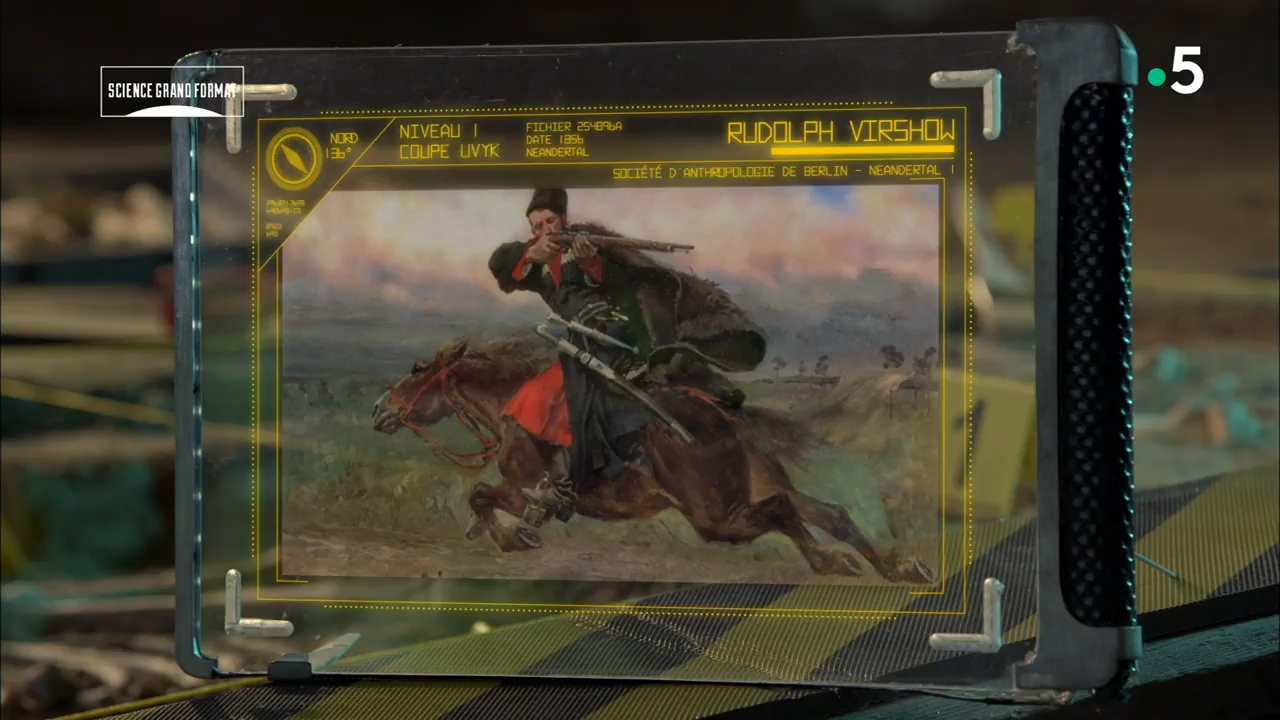 SCIENCE GRAND FORMAT
5
NORD
136°
NIVEAU 1
COUPE UVYK
FICHIER 254896A
DATE 1856
NEANDERTAL
RUDOLPH VIRSHOW
SOCIÉTÉ D'ANTHROPOLOGIE DE BERLIN - NEANDERTAL 1